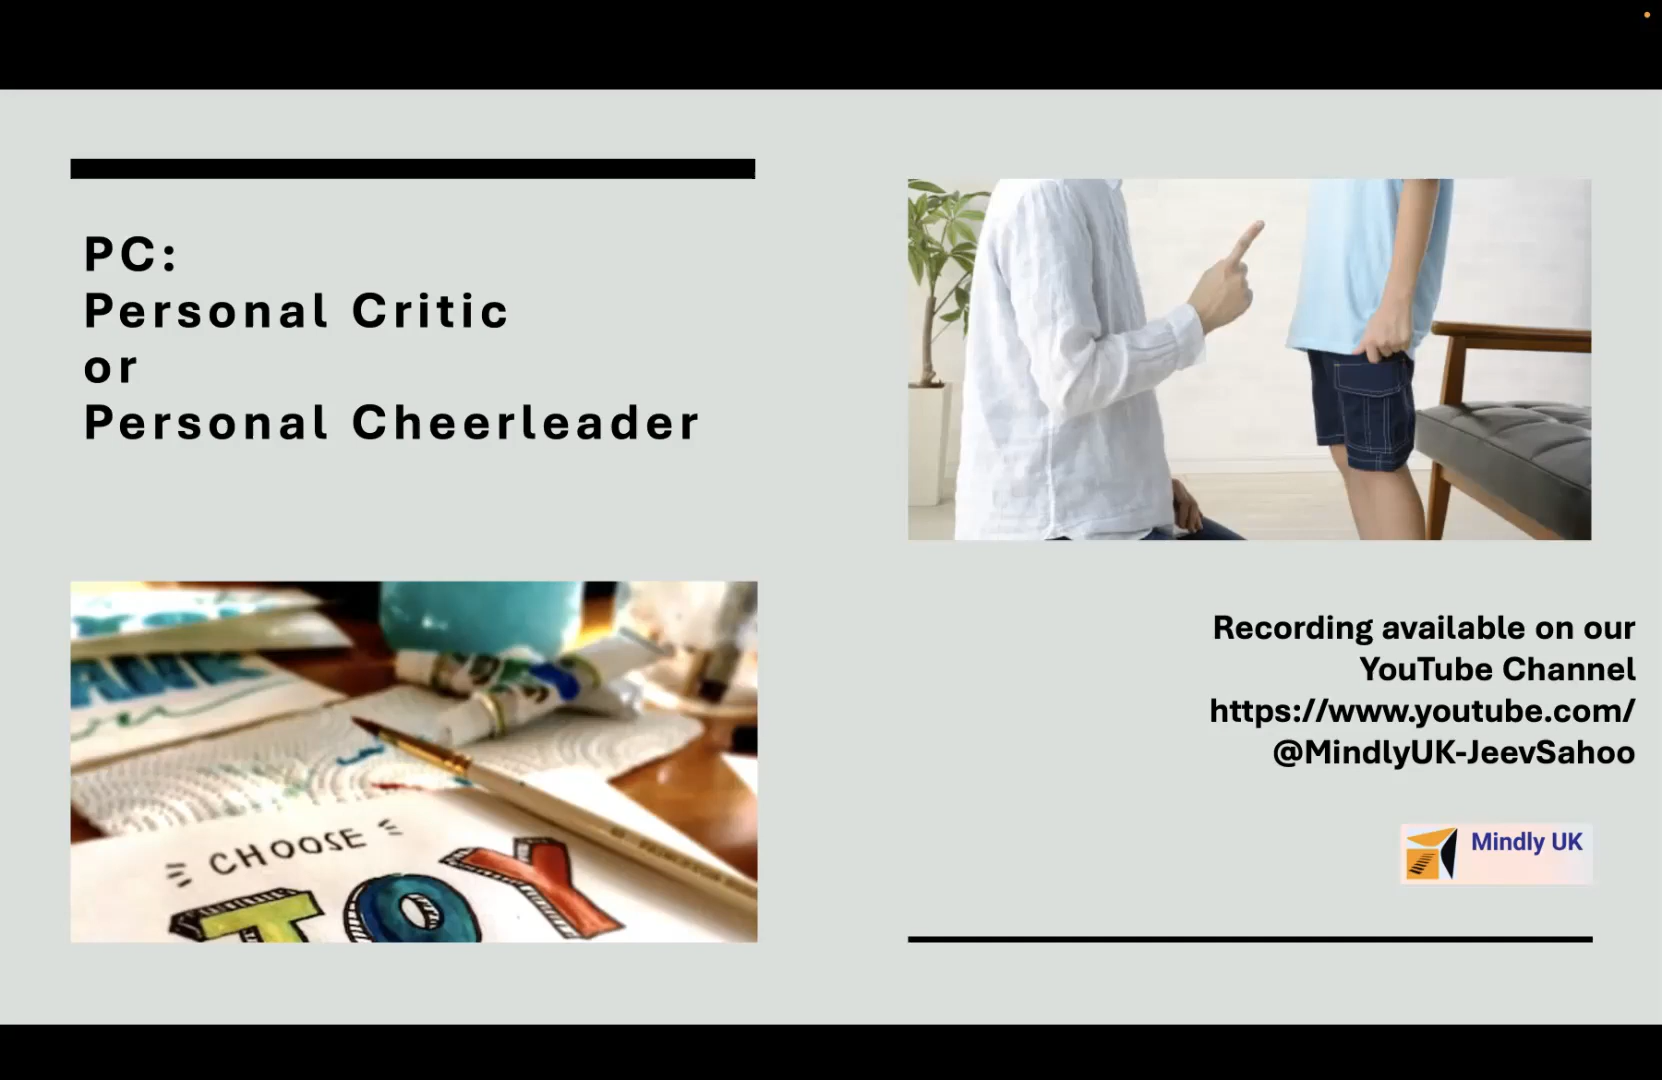 PC:
Personal Critic
or
Personal Cheerleader
Recording available on our
YouTube Channel
https://www.youtube.com/
@MindlyUK-JeevSahoo
Mindly UK
CHOOSE